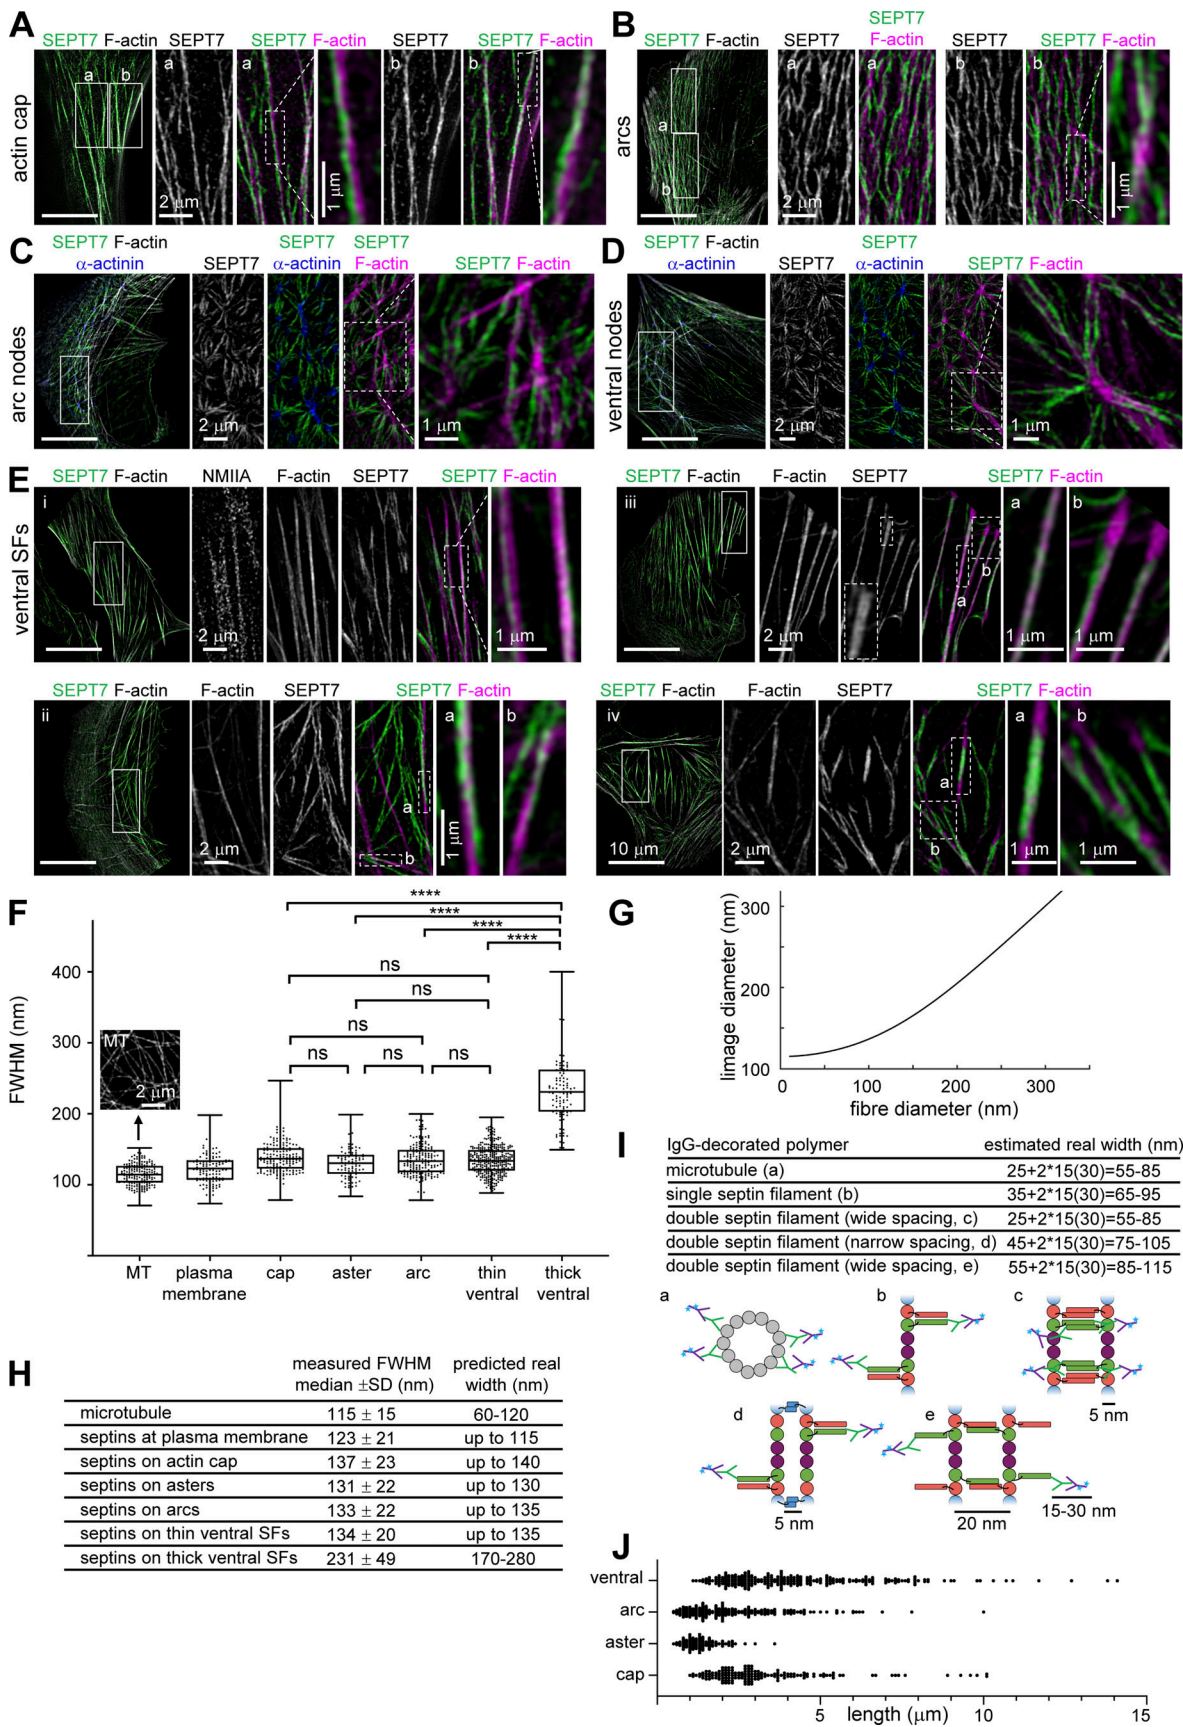 A
SEPT7 F-actin SEPT7 SEPT7 F-actin SEPT7 SEPT7 F-actin
actin cap
a b a a b b
2 μm 1 μm 1 μm
B
SEPT7
SEPT7 F-actin SEPT7 F-actin SEPT7 SEPT7 F-actin
arcs
a b a a b b
2 μm 2 μm 1 μm
C
SEPT7 F-actin SEPT7 SEPT7
α-actinin SEPT7 α-actinin F-actin SEPT7 F-actin
arc nodes
2 μm 1 μm
D
SEPT7 F-actin SEPT7
α-actinin SEPT7 α-actinin SEPT7 F-actin
ventral nodes
2 μm 1 μm
E
ventral SFs
SEPT7 F-actin NMIIA F-actin SEPT7 SEPT7 F-actin
i
2 μm 1 μm
SEPT7 F-actin F-actin SEPT7 SEPT7 F-actin
iii a b
b
a
2 μm 1 μm 1 μm
SEPT7 F-actin F-actin SEPT7 SEPT7 F-actin
ii a b
a
b
2 μm 1 μm
SEPT7 F-actin F-actin SEPT7 SEPT7 F-actin
iv a b
a
b
10 μm 2 μm 1 μm 1 μm
F
FWHM (nm)
400
300
200
100
**** 
****
****
****
ns
ns
ns
ns ns ns
MT
2 μm
MT plasma membrane cap aster arc thin ventral thick ventral
G
Iimage diameter (nm)
300
200
100
100 200 300
fibre diameter (nm)
H
measured FWHM predicted real
median ±SD (nm) width (nm)
microtubule 115 ± 15 60-120
septins at plasma membrane 123 ± 21 up to 115
septins on actin cap 137 ± 23 up to 140
septins on asters 131 ± 22 up to 130
septins on arcs 133 ± 22 up to 135
septins on thin ventral SFs 134 ± 20 up to 135
septins on thick ventral SFs 231 ± 49 170-280
I
IgG-decorated polymer estimated real width (nm)
microtubule (a) 25+2*15(30)=55-85
single septin filament (b) 35+2*15(30)=65-95
double septin filament (wide spacing, c) 25+2*15(30)=55-85
double septin filament (narrow spacing, d) 45+2*15(30)=75-105
double septin filament (wide spacing, e) 55+2*15(30)=85-115
a b c
5 nm
d e
5 nm 20 nm 15-30 nm
J
ventral
arc
aster
cap
5 10 15
length (μm)